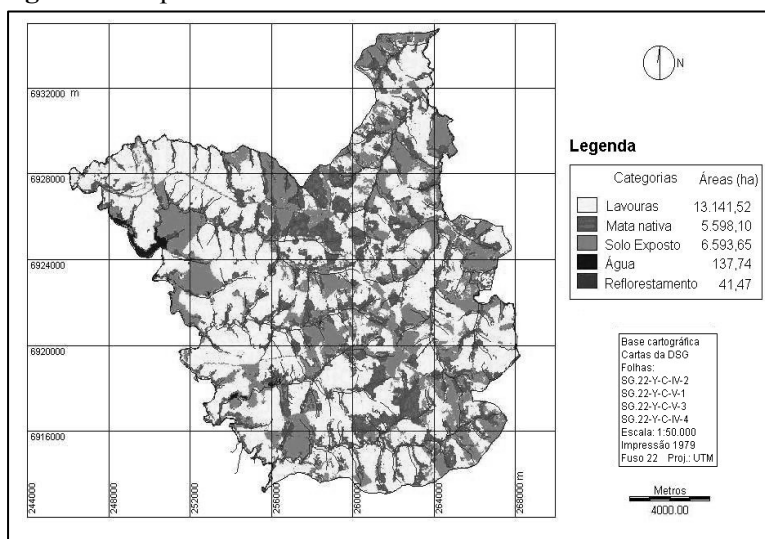 6932000 m
6928000
6924000
6920000
6916000
244000
248000
252000
256000
260000
264000
268000 m
N
Legenda
Categorias Áreas (ha)
Lavouras 13.141,52
Mata nativa 5.598,10
Solo Exposto 6.593,65
Água 137,74
Reflorestamento 41,47
Base cartográfica
Cartas da DSG
Folhas:
SG.22-Y-C-IV-2
SG.22-Y-C-V-1
SG.22-Y-C-V-3
SG.22-Y-C-IV-4
Escala: 1:50.000
Impressão 1979
Fuso 22 Proj.: UTM
Metros
4000.00